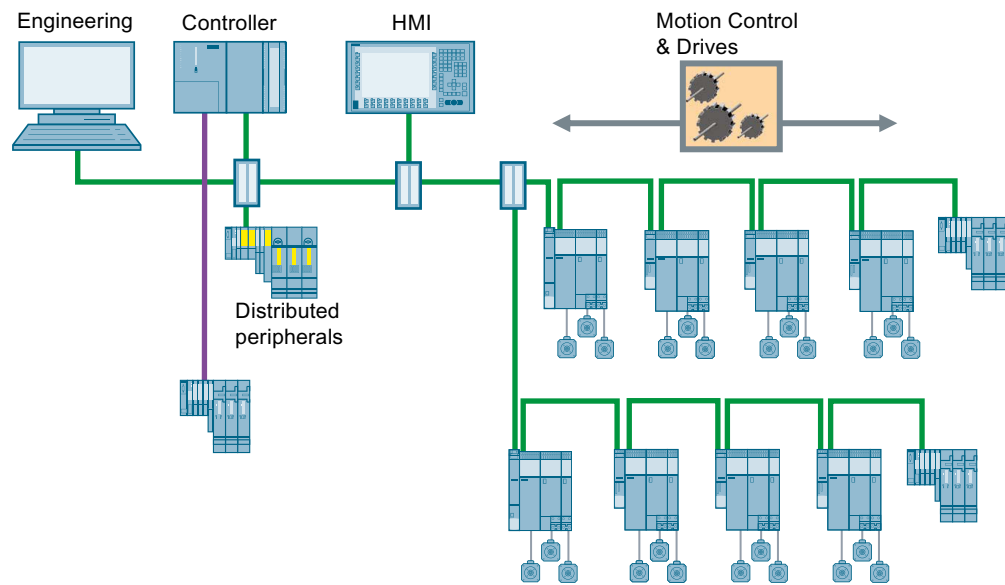 Engineering
Controller
HMI
Motion Control
& Drives
Distributed
peripherals